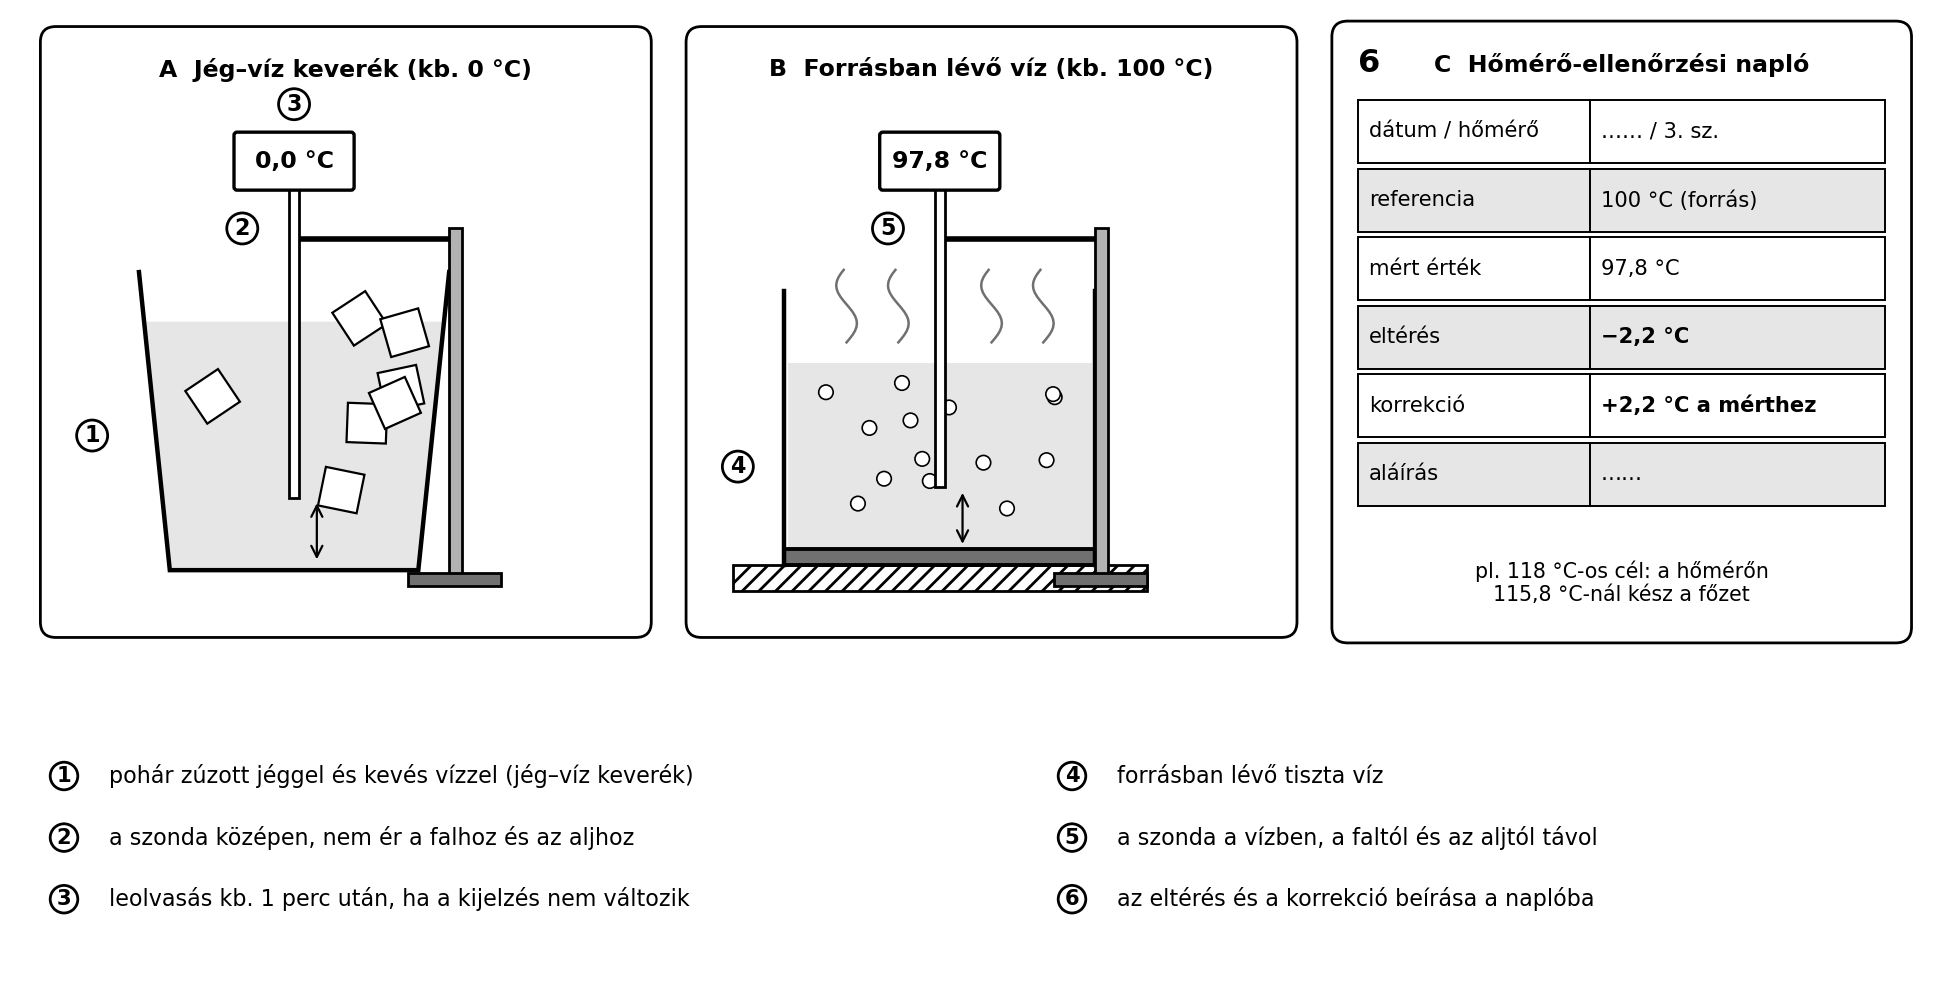 A Jég–víz keverék (kb. 0 °C)
3
0,0 °C
2
1
B Forrásban lévő víz (kb. 100 °C)
97,8 °C
5
4
6 C Hőmérő-ellenőrzési napló
dátum / hőmérő …… / 3. sz.
referencia 100 °C (forrás)
mért érték 97,8 °C
eltérés −2,2 °C
korrekció +2,2 °C a mérthez
aláírás ……
pl. 118 °C-os cél: a hőmérőn
115,8 °C-nál kész a főzet
1 pohár zúzott jéggel és kevés vízzel (jég–víz keverék)
2 a szonda középen, nem ér a falhoz és az aljhoz
3 leolvasás kb. 1 perc után, ha a kijelzés nem változik
4 forrásban lévő tiszta víz
5 a szonda a vízben, a faltól és az aljtól távol
6 az eltérés és a korrekció beírása a naplóba